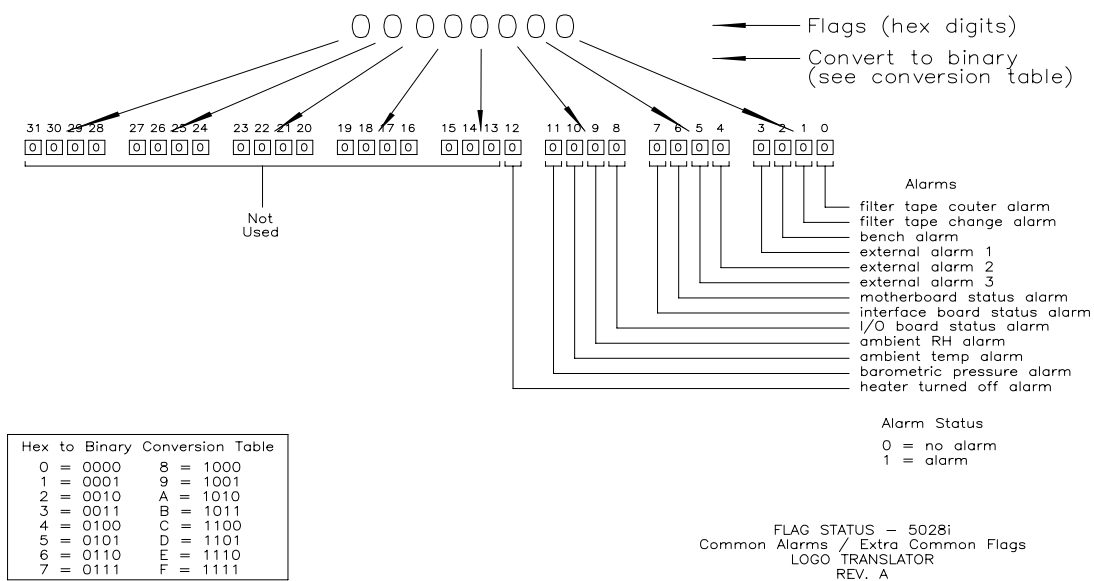 0 0 0 0 0 0 0 0
Flags (hex digits)
Convert to binary
(see conversion table)
31 30 29 28 27 26 25 24 23 22 21 20 19 18 17 16 15 14 13 12 11 10 9 8 7 6 5 4 3 2 1 0
0 0 0 0 0 0 0 0 0 0 0 0 0 0 0 0 0 0 0 0 0 0 0 0 0 0 0 0 0 0 0 0
Not
Used
Alarms
filter tape couter alarm
filter tape change alarm
bench alarm
external alarm 1
external alarm 2
external alarm 3
motherboard status alarm
interface board status alarm
I/O board status alarm
ambient RH alarm
ambient temp alarm
barometric pressure alarm
heater turned off alarm
Alarm Status
0 = no alarm
1 = alarm
Hex to Binary Conversion Table
0 = 0000 8 = 1000
1 = 0001 9 = 1001
2 = 0010 A = 1010
3 = 0011 B = 1011
4 = 0100 C = 1100
5 = 0101 D = 1101
6 = 0110 E = 1110
7 = 0111 F = 1111
FLAG STATUS – 5028i
Common Alarms / Extra Common Flags
LOGO TRANSLATOR
REV. A